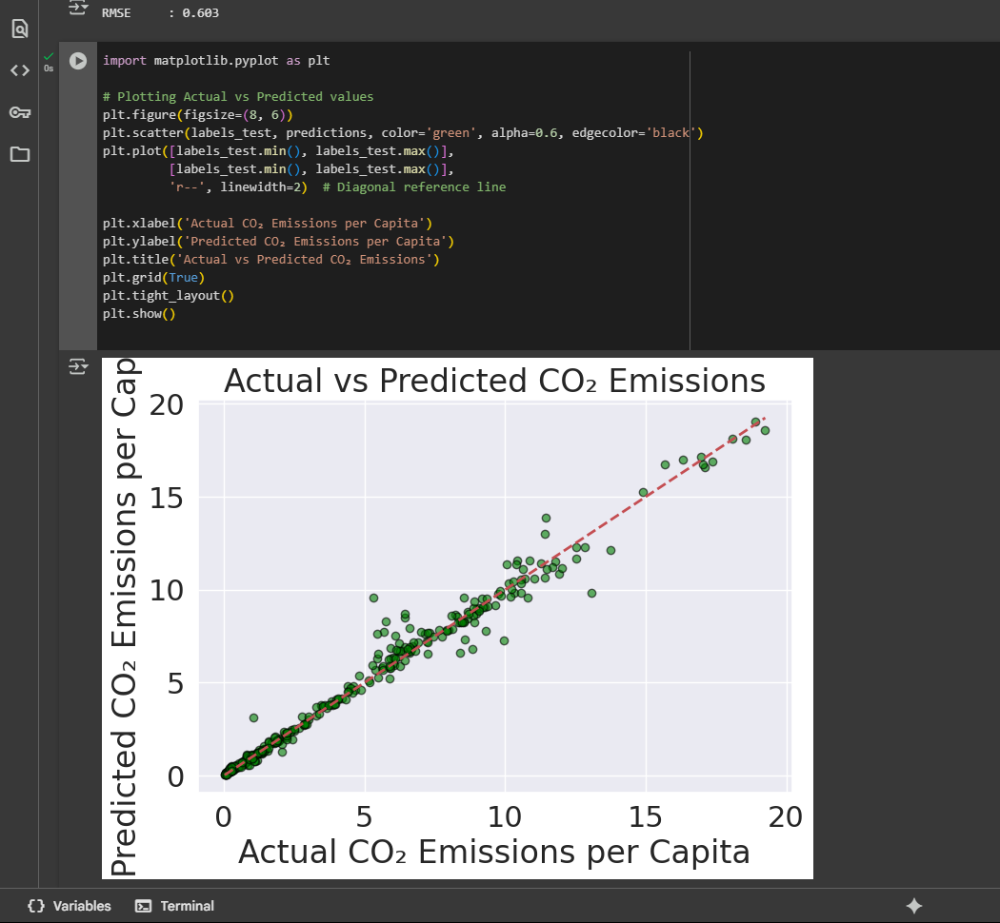 RMSE     : 0.603
0s
import matplotlib.pyplot as plt
# Plotting Actual vs Predicted values
plt.figure(figsize=(8, 6))
plt.scatter(labels_test, predictions, color='green', alpha=0.6, edgecolor='black')
plt.plot([labels_test.min(), labels_test.max()],
         [labels_test.min(), labels_test.max()],
         'r--', linewidth=2)  # Diagonal reference line
plt.xlabel('Actual CO₂ Emissions per Capita')
plt.ylabel('Predicted CO₂ Emissions per Capita')
plt.title('Actual vs Predicted CO₂ Emissions')
plt.grid(True)
plt.tight_layout()
plt.show()
Actual vs Predicted CO₂ Emissions
Predicted CO₂ Emissions per Cap
20
15
10
5
0
0 5 10 15 20
Actual CO₂ Emissions per Capita
{} Variables
Terminal